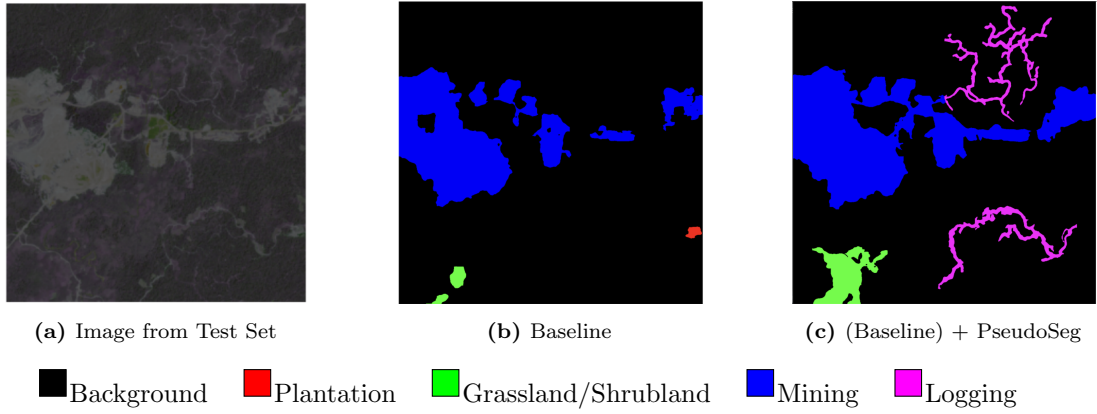 (a) Image from Test Set
(b) Baseline
(c) (Baseline) + PseudoSeg
Background Plantation Grassland/Shrubland Mining Logging